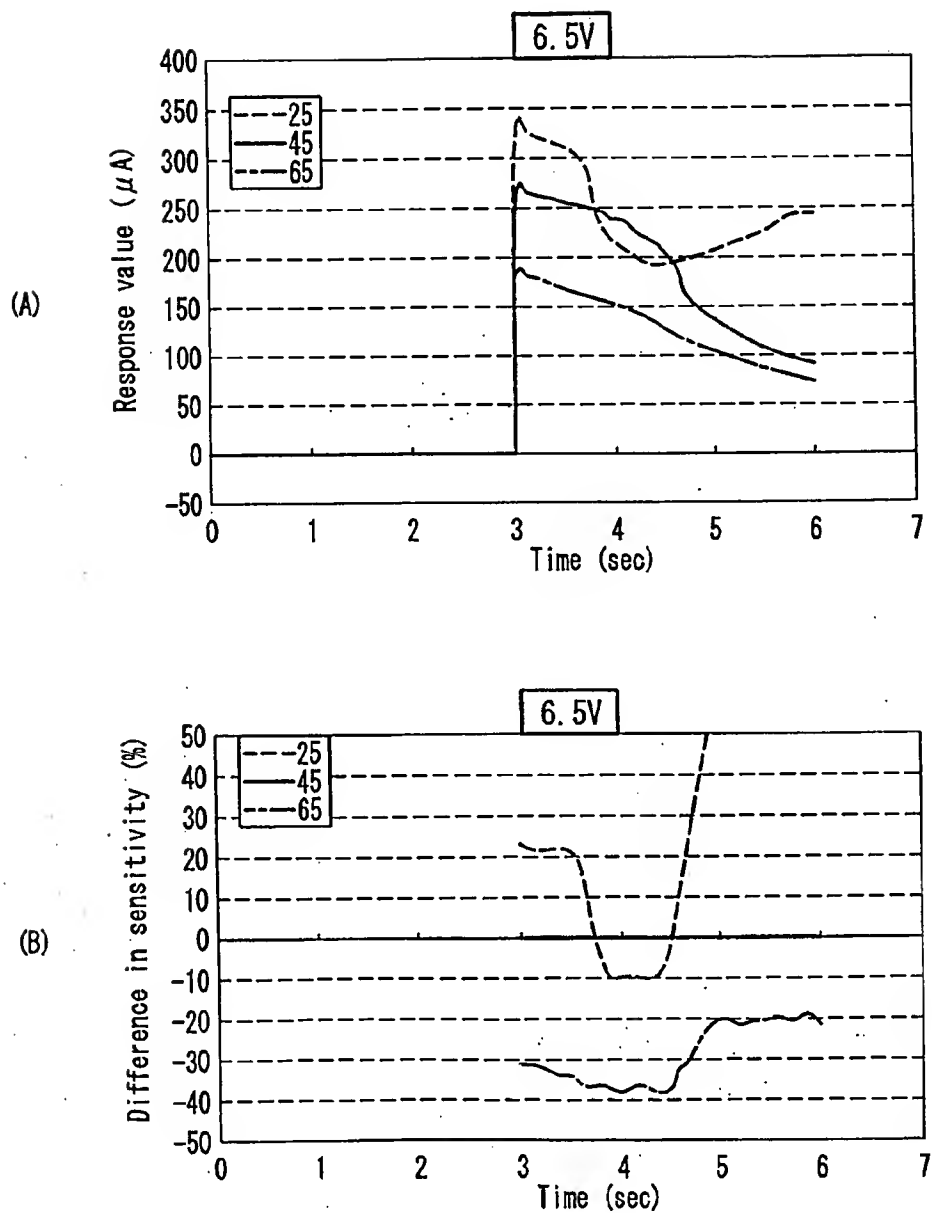 (A)
6.5V
Response value (μA)
400
350
300
250
200
150
100
50
0
-50
25
45
65
0 1 2 3 4 5 6 7
Time (sec)
(B)
6.5V
Difference in sensitivity (%)
50
40
30
20
10
0
-10
-20
-30
-40
-50
25
45
65
0 1 2 3 4 5 6 7
Time (sec)